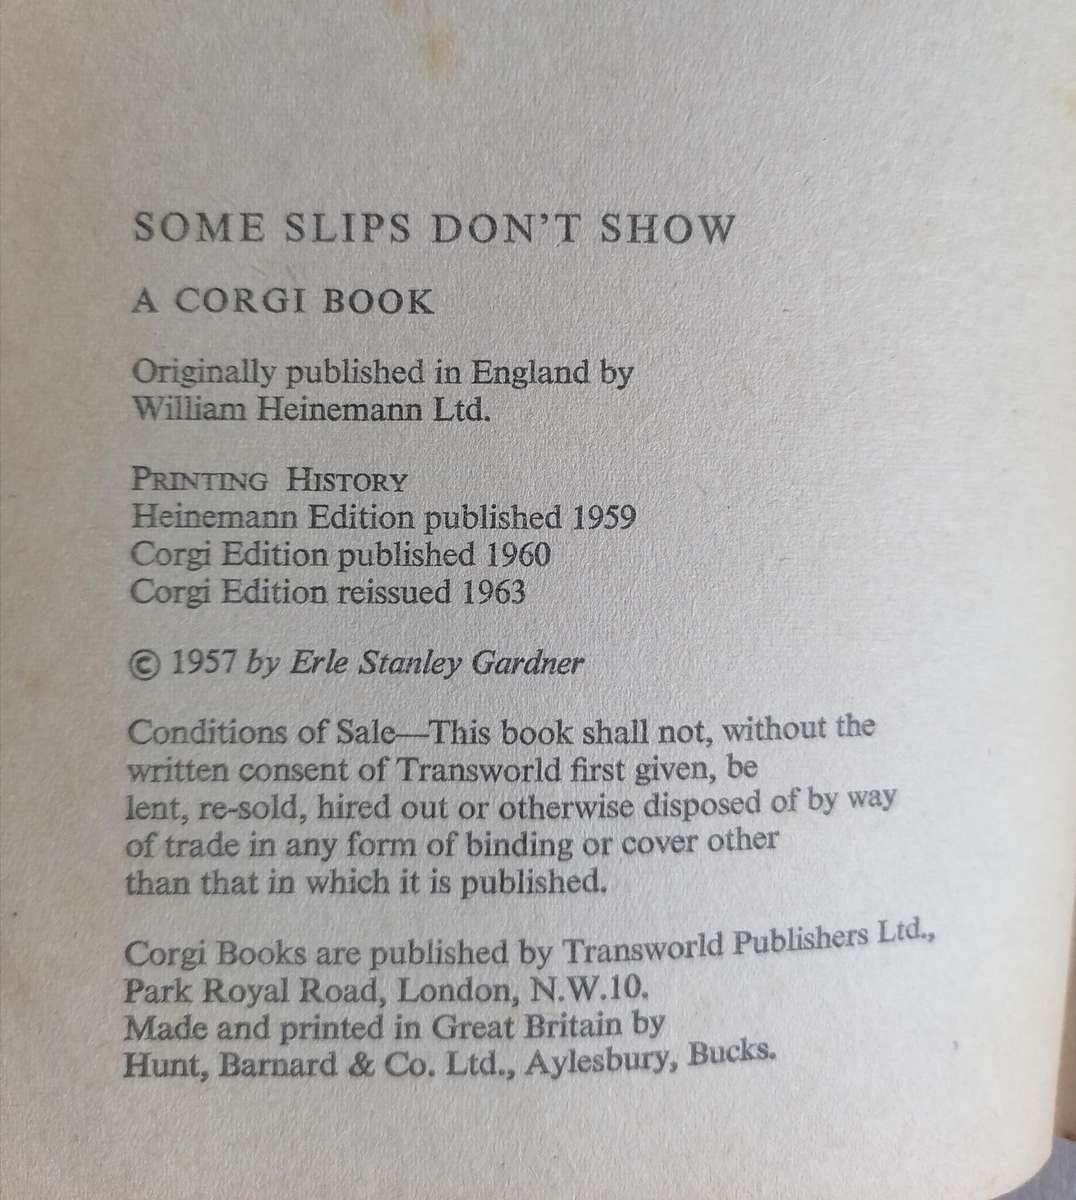 SOME SLIPS DON'T SHOW
A CORGI BOOK
Originally published in England by
William Heinemann Ltd.
PRINTING HISTORY
Heinemann Edition published 1959
Corgi Edition published 1960
Corgi Edition reissued 1963
© 1957 by Erle Stanley Gardner
Conditions of Sale—This book shall not, without the
written consent of Transworld first given, be
lent, re-sold, hired out or otherwise disposed of by way
of trade in any form of binding or cover other
than that in which it is published.
Corgi Books are published by Transworld Publishers Ltd.,
Park Royal Road, London, N.W.10.
Made and printed in Great Britain by
Hunt, Barnard & Co. Ltd., Aylesbury, Bucks.